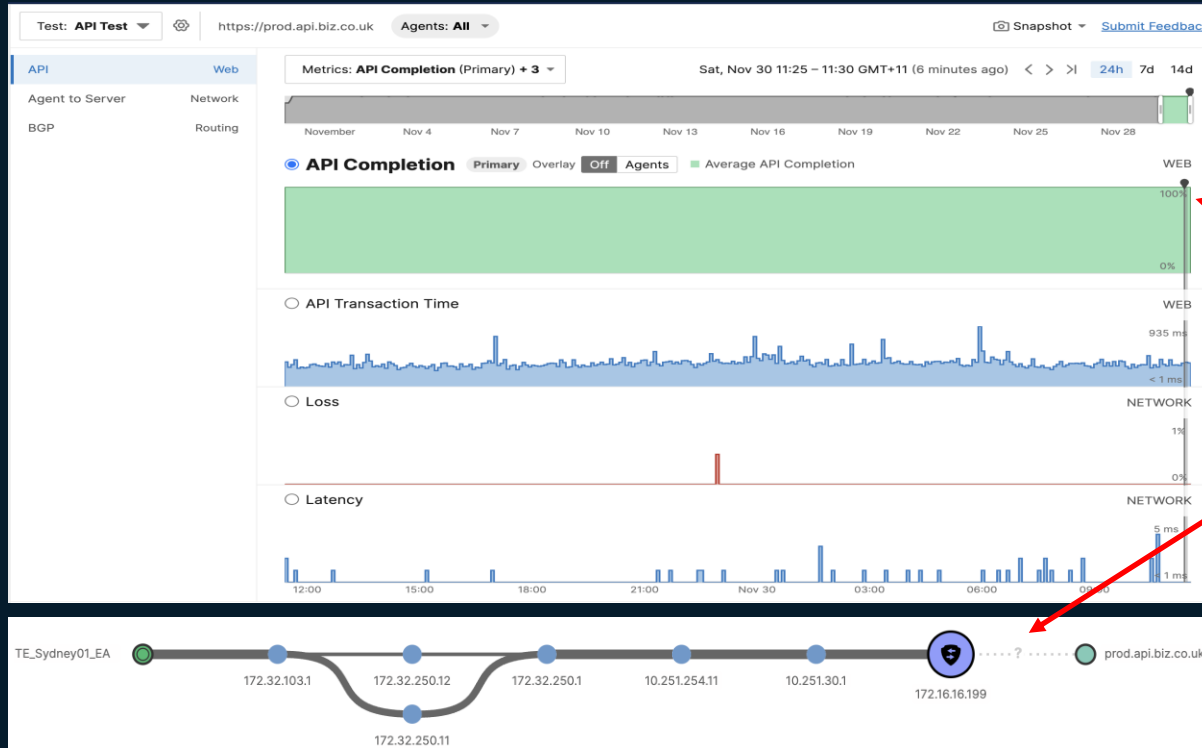 Test: API Test https://prod.api.biz.co.uk Agents: All Snapshot Submit Feedbac
API Web
Agent to Server Network
BGP Routing
Metrics: API Completion (Primary) + 3 Sat, Nov 30 11:25 – 11:30 GMT+11 (6 minutes ago) 24h 7d 14d
November Nov 4 Nov 7 Nov 10 Nov 13 Nov 16 Nov 19 Nov 22 Nov 25 Nov 28
API Completion Primary Overlay Off Agents Average API Completion WEB
100%
0%
API Transaction Time WEB
935 ms
< 1 ms
Loss NETWORK
1%
0%
Latency NETWORK
5 ms
< 1 ms
12:00 15:00 18:00 21:00 Nov 30 03:00 06:00 09:00
TE_Sydney01_EA ? prod.api.biz.co.uk
172.32.103.1 172.32.250.12 172.32.250.1 10.251.254.11 10.251.30.1
172.16.16.199
172.32.250.11